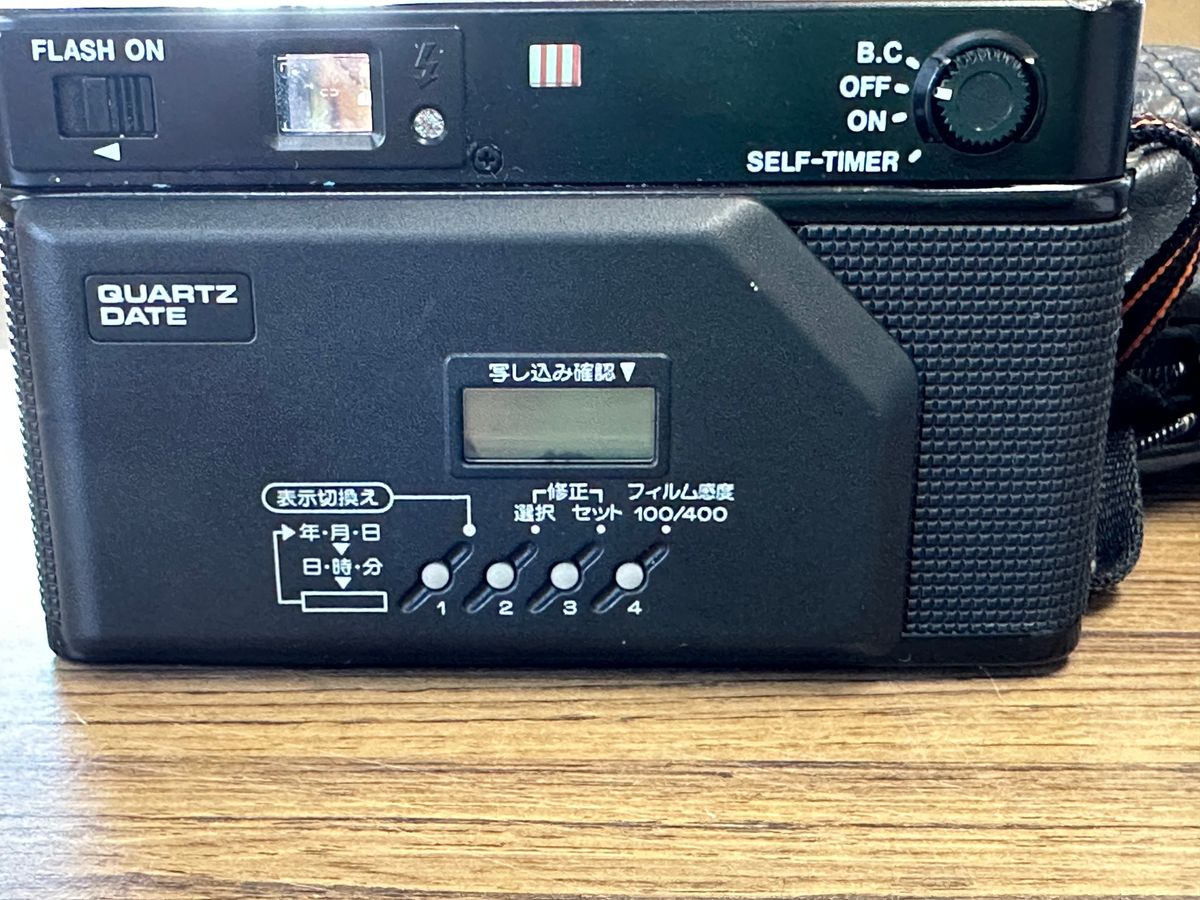 FLASH ON
B.C
OFF
ON
SELF-TIMER
QUARTZ
DATE
写し込み確認▼
表示切換え
修正
フィルム感度
選択 セット 100/400
年・月・日
日・時・分
1 2 3 4